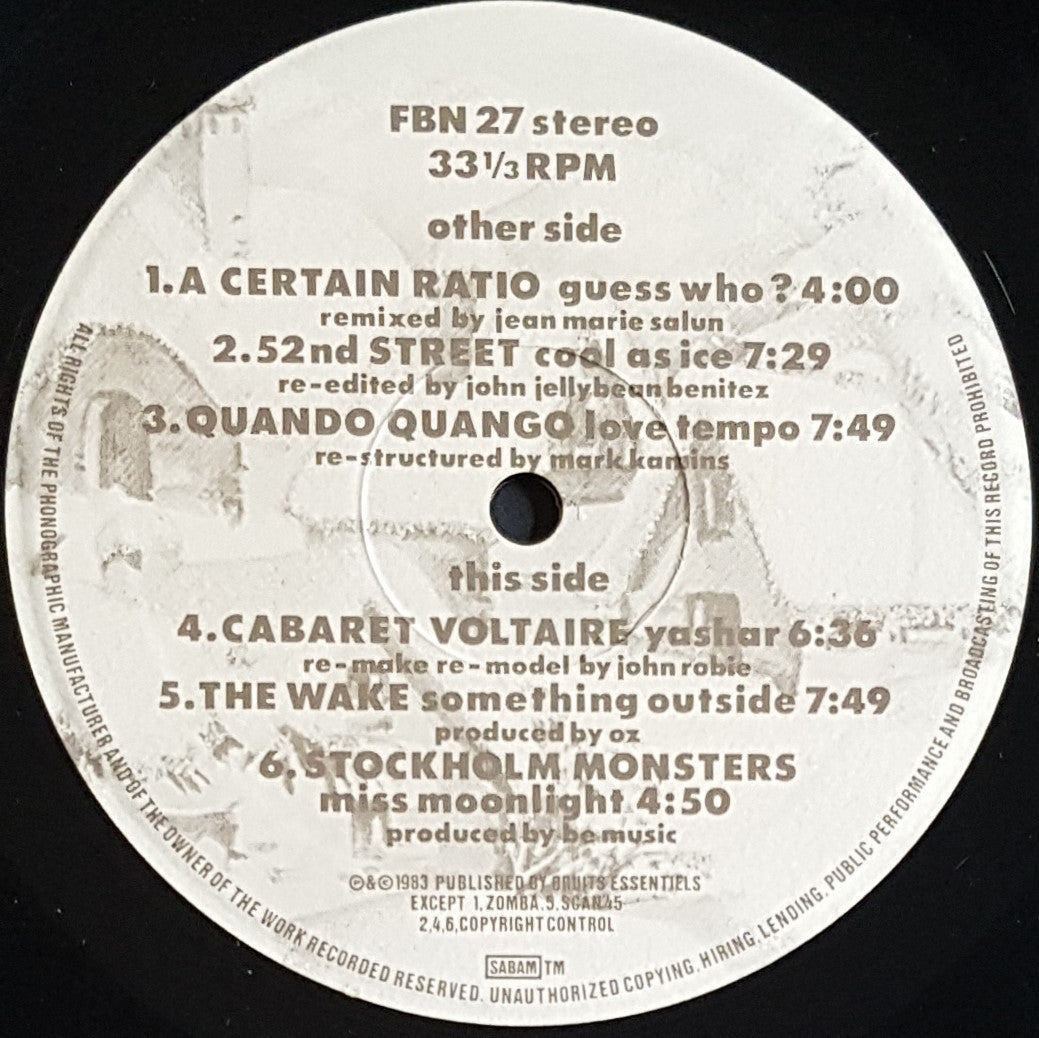 FBN 27 stereo
33 1/3 RPM
other side
1. A CERTAIN RATIO guess who? 4:00
remixed by jean marie salun
2. 52nd STREET cool as ice 7:29
re-edited by john jellybean benitez
3. QUANDO QUANGO love tempo 7:49
re-structured by mark kamins
this side
4. CABARET VOLTAIRE yashar 6:36
re-make re-model by john robie
5. THE WAKE something outside 7:49
produced by oz
6. STOCKHOLM MONSTERS
miss moonlight 4:50
produced by be music
℗&©1983 PUBLISHED BY BRUITS ESSENTIELS
EXCEPT 1, ZOMBA. 5. SCAN 45
2,4,6, COPYRIGHT CONTROL
SABAM TM
ALL RIGHTS OF THE PHONOGRAPHIC MANUFACTURER AND OF THE OWNER OF THE WORK RECORDED RESERVED. UNAUTHORIZED COPYING. HIRING. LENDING. PUBLIC PERFORMANCE AND BROADCASTING OF THIS RECORD PROHIBITED